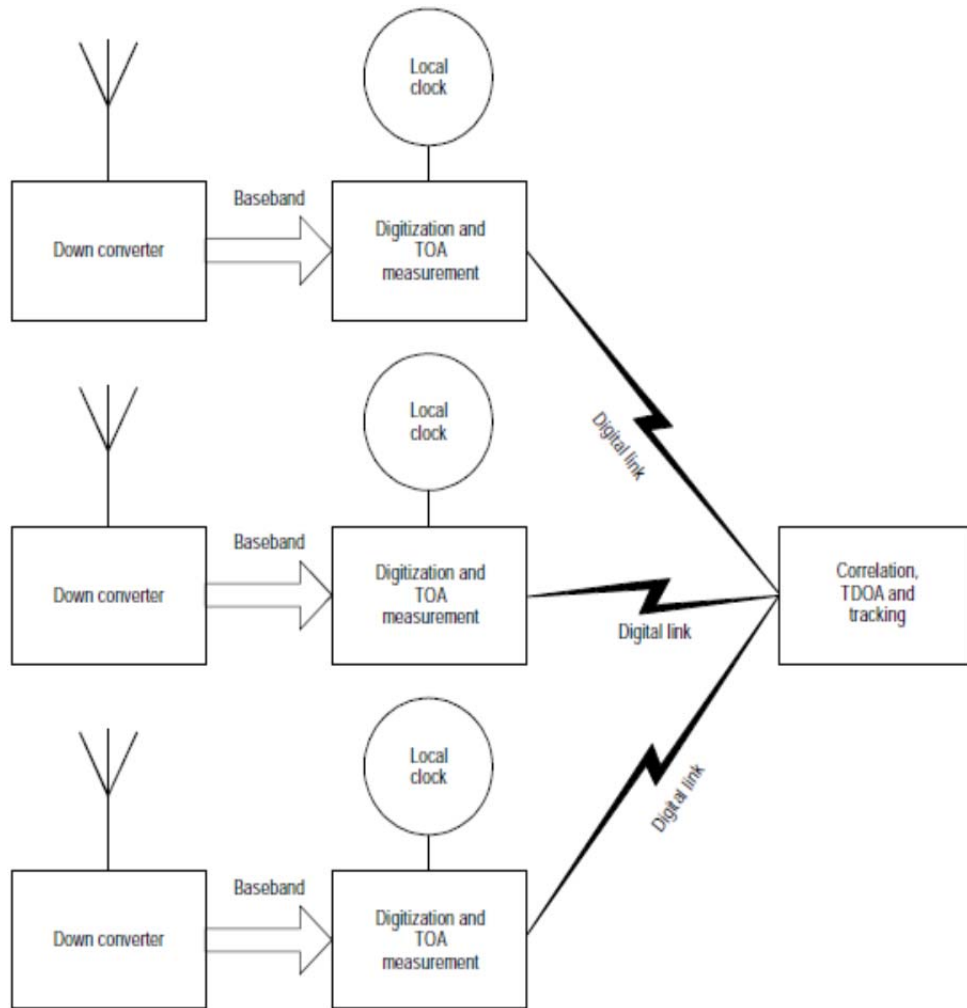 Local
clock
Baseband
Down converter
Digitization and
TOA
measurement
Local
clock
Digital link
Baseband
Down converter
Digitization and
TOA
measurement
Digital link
Correlation,
TDOA and
tracking
Local
clock
Digital link
Baseband
Down converter
Digitization and
TOA
measurement